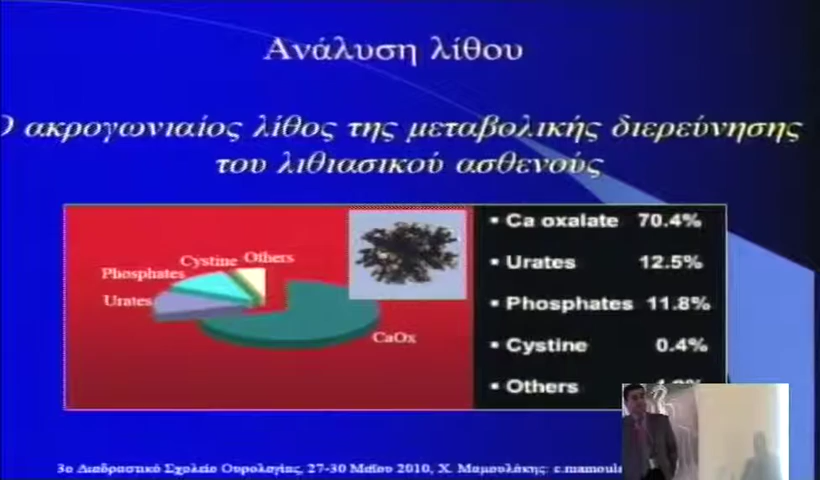 Ανάλυση λίθου
Ο ακρογωνιαίος λίθος της μεταβολικής διερεύνησης
του λιθιασικού ασθενούς
Cystine Others
Phosphates
Urates
CaOx
▪ Ca oxalate 70.4%
▪ Urates 12.5%
▪ Phosphates 11.8%
▪ Cystine 0.4%
▪ Others
3ο Διαδραστικό Σχολείο Ουρολογίας, 27-30 Μαΐου 2010, Χ. Μαμουλάκης: